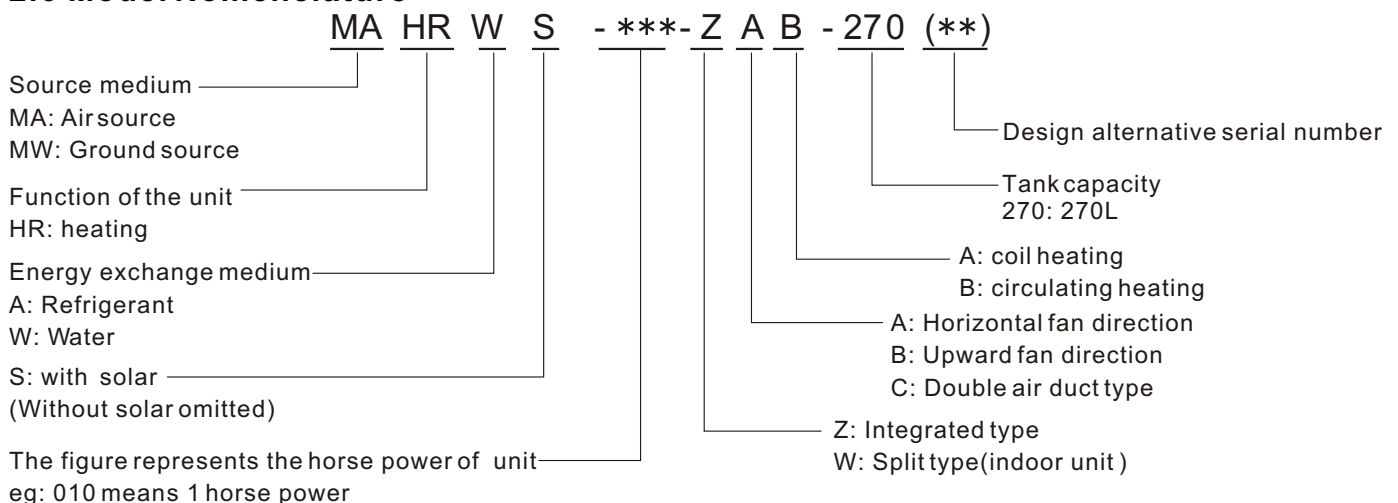 MA HR W S - ***- Z A B - 270 (**)
Source medium
MA: Air source
MW: Ground source
Function of the unit
HR: heating
Energy exchange medium
A: Refrigerant
W: Water
S: with solar
(Without solar omitted)
The figure represents the horse power of unit
eg: 010 means 1 horse power
Design alternative serial number
Tank capacity
270: 270L
A: coil heating
B: circulating heating
A: Horizontal fan direction
B: Upward fan direction
C: Double air duct type
Z: Integrated type
W: Split type(indoor unit )